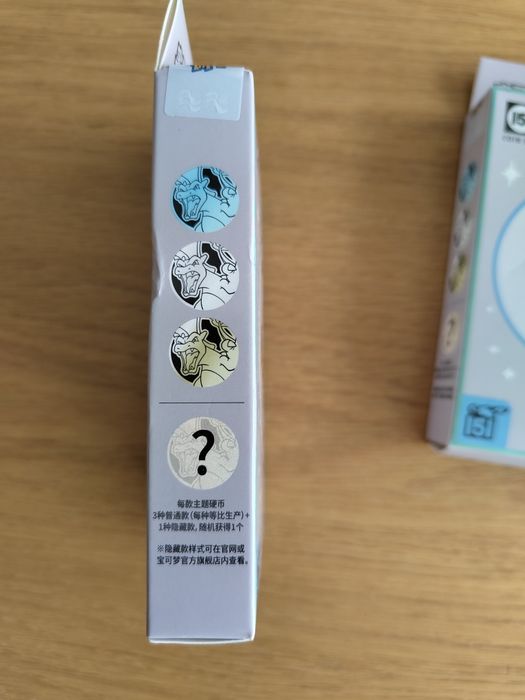 ?
每款主题硬币
3种普通款(每种等比生产)+
1种隐藏款,随机获得1个
※隐藏款样式可在官网或
宝可梦官方旗舰店内查看。
?
151